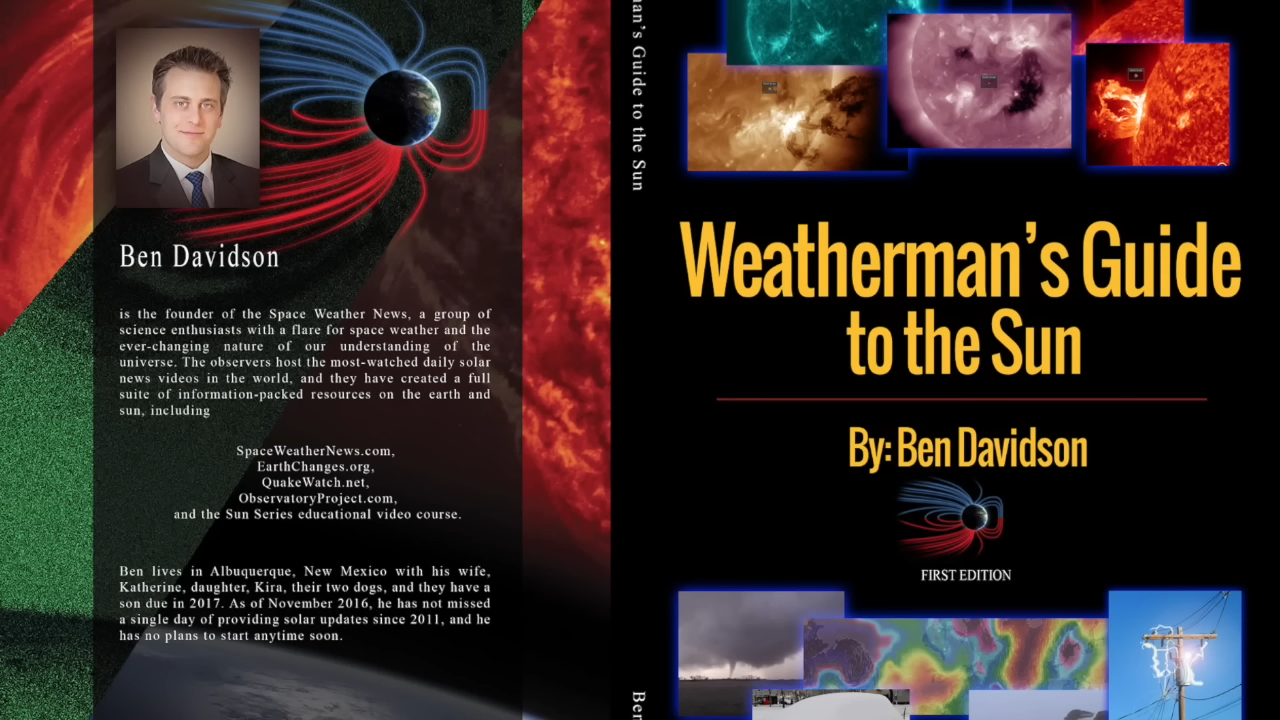 Ben Davidson
is the founder of the Space Weather News, a group of
science enthusiasts with a flare for space weather and the
ever-changing nature of our understanding of the
universe. The observers host the most-watched daily solar
news videos in the world, and they have created a full
suite of information-packed resources on the earth and
sun, including
SpaceWeatherNews.com,
EarthChanges.org,
QuakeWatch.net,
ObservatoryProject.com,
and the Sun Series educational video course.
Ben lives in Albuquerque, New Mexico with his wife,
Katherine, daughter, Kira, their two dogs, and they have a
son due in 2017. As of November 2016, he has not missed
a single day of providing solar updates since 2011, and he
has no plans to start anytime soon.
an's Guide to the Sun
Ber
Weatherman's Guide
to the Sun
By: Ben Davidson
FIRST EDITION